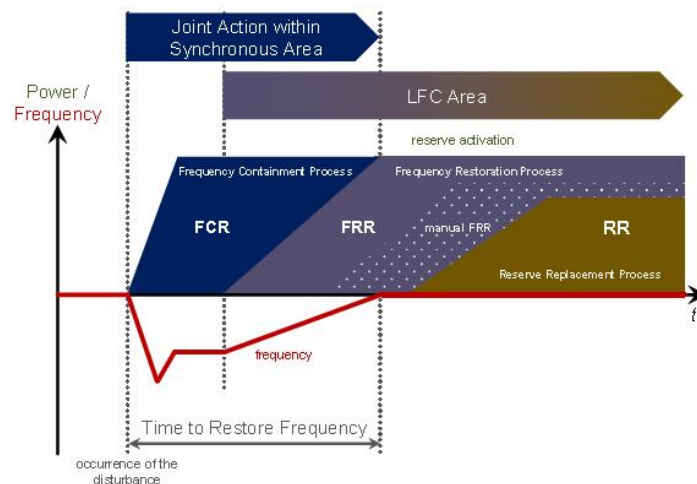 Joint Action within
Synchronous Area
Power /
Frequency
LFC Area
reserve activation
Frequency Containment Process
Frequency Restoration Process
FCR
FRR
manual FRR
RR
Reserve Replacement Process
t
frequency
Time to Restore Frequency
occurrence of the
disturbance